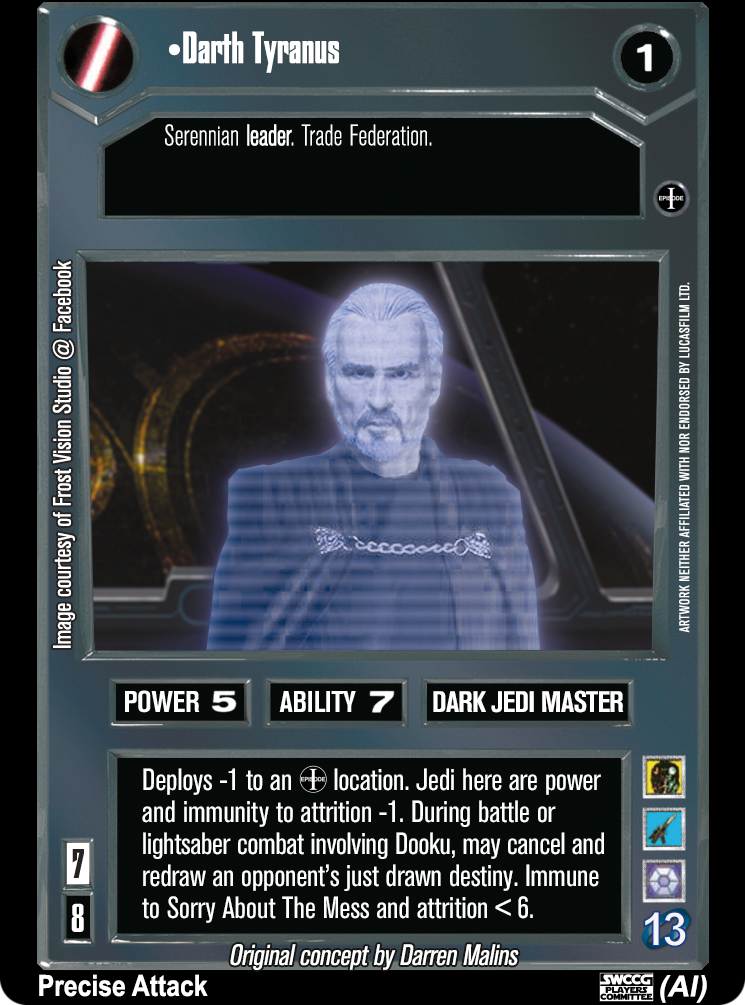 •Darth Tyranus
1
Serennian leader. Trade Federation.
EPISODE I
Image courtesy of Frost Vision Studio @ Facebook
ARTWORK NEITHER AFFILIATED WITH NOR ENDORSED BY LUCASFILM LTD.
POWER 5
ABILITY 7
DARK JEDI MASTER
Deploys -1 to an EPISODE I location. Jedi here are power
and immunity to attrition -1. During battle or
lightsaber combat involving Dooku, may cancel and
redraw an opponent's just drawn destiny. Immune
to Sorry About The Mess and attrition < 6.
7
8
13
Original concept by Darren Malins
Precise Attack
SWCCG
PLAYERS
COMMITTEE
(AI)